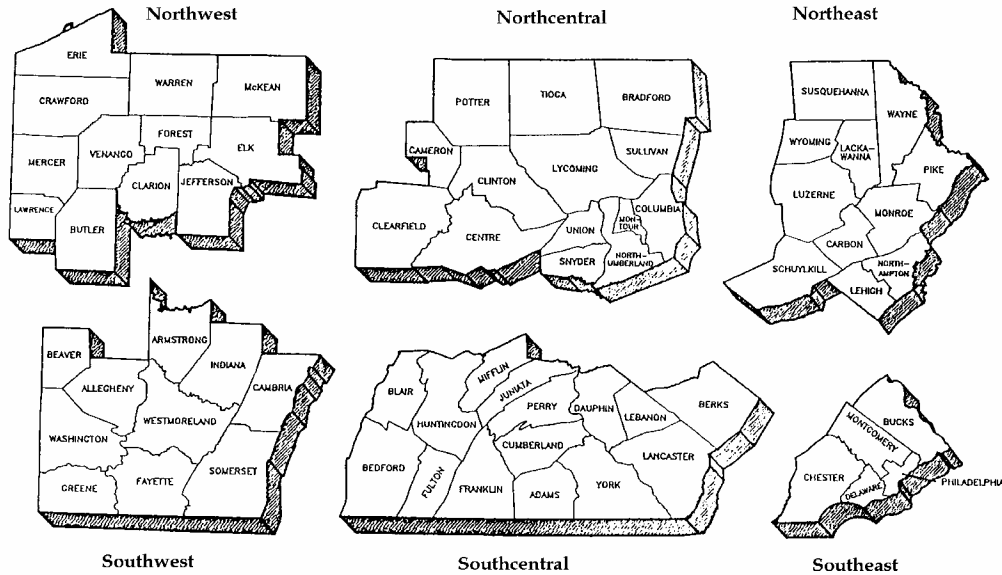 Northwest
ERIE
WARREN
McKEAN
CRAWFORD
FOREST
ELK
MERCER
VENANGO
CLARION
JEFFERSON
LAWRENCE
BUTLER
Northcentral
POTTER
TIOGA
BRADFORD
CAMERON
SULLIVAN
LYCOMING
CLINTON
COLUMBIA
MON-
TOUR
CLEARFIELD
CENTRE
UNION
SNYDER
NORTH-
UMBERLAND
Northeast
SUSQUEHANNA
WAYNE
WYOMING
LACKA-
WANNA
PIKE
LUZERNE
MONROE
CARBON
SCHUYLKILL
NORTH-
AMPTON
LEHIGH
BEAVER
ARMSTRONG
INDIANA
ALLEGHENY
CAMBRIA
WESTMORELAND
WASHINGTON
SOMERSET
FAYETTE
GREENE
Southwest
MIFFLIN
BLAIR
JUNIATA
PERRY
DAUPHIN
LEBANON
BERKS
HUNTINGDON
CUMBERLAND
LANCASTER
BEDFORD
FULTON
FRANKLIN
ADAMS
YORK
Southcentral
BUCKS
MONTGOMERY
CHESTER
DELAWARE
PHILADELPHIA
Southeast